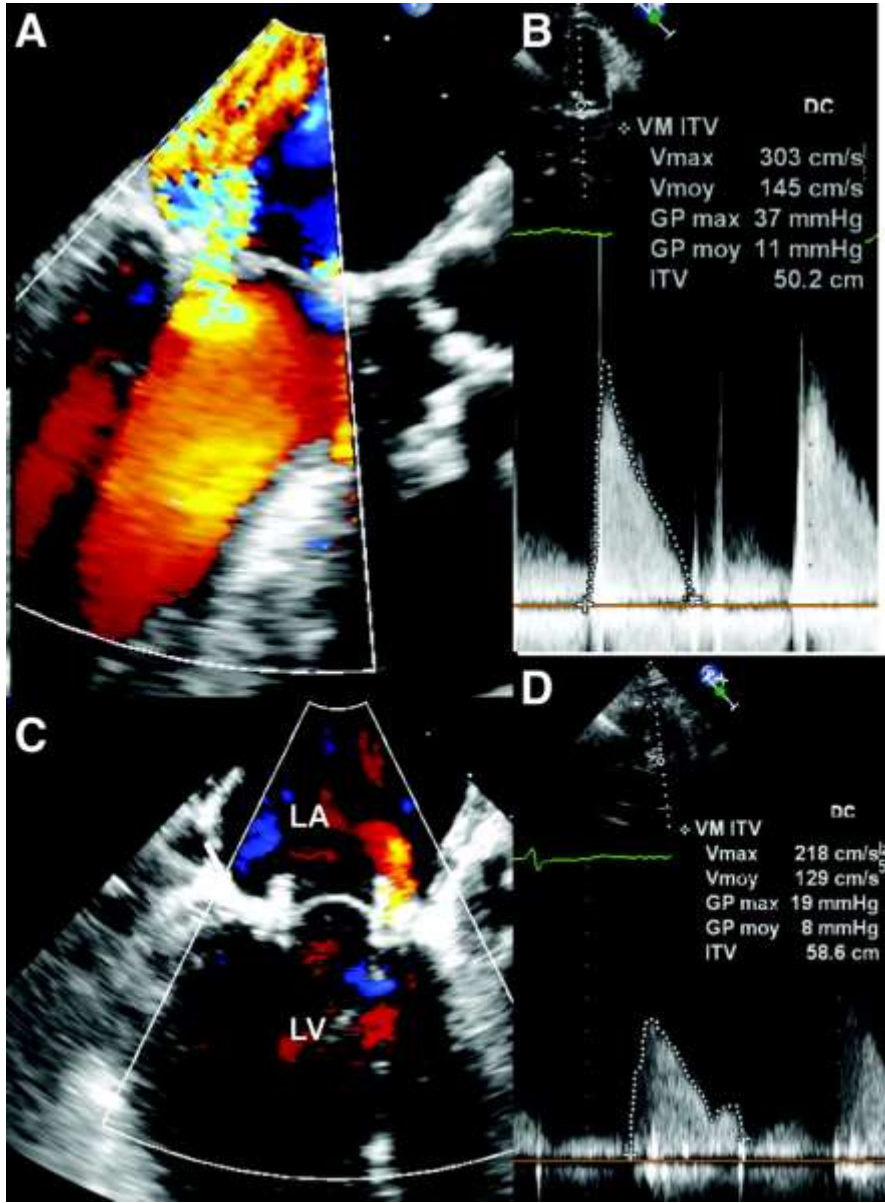 A
B
DC
VM ITV
Vmax 303 cm/s
Vmoy 145 cm/s
GP max 37 mmHg
GP moy 11 mmHg
ITV 50.2 cm
C
LA
LV
D
DC
VM ITV
Vmax 218 cm/s
Vmoy 129 cm/s
GP max 19 mmHg
GP moy 8 mmHg
ITV 58.6 cm